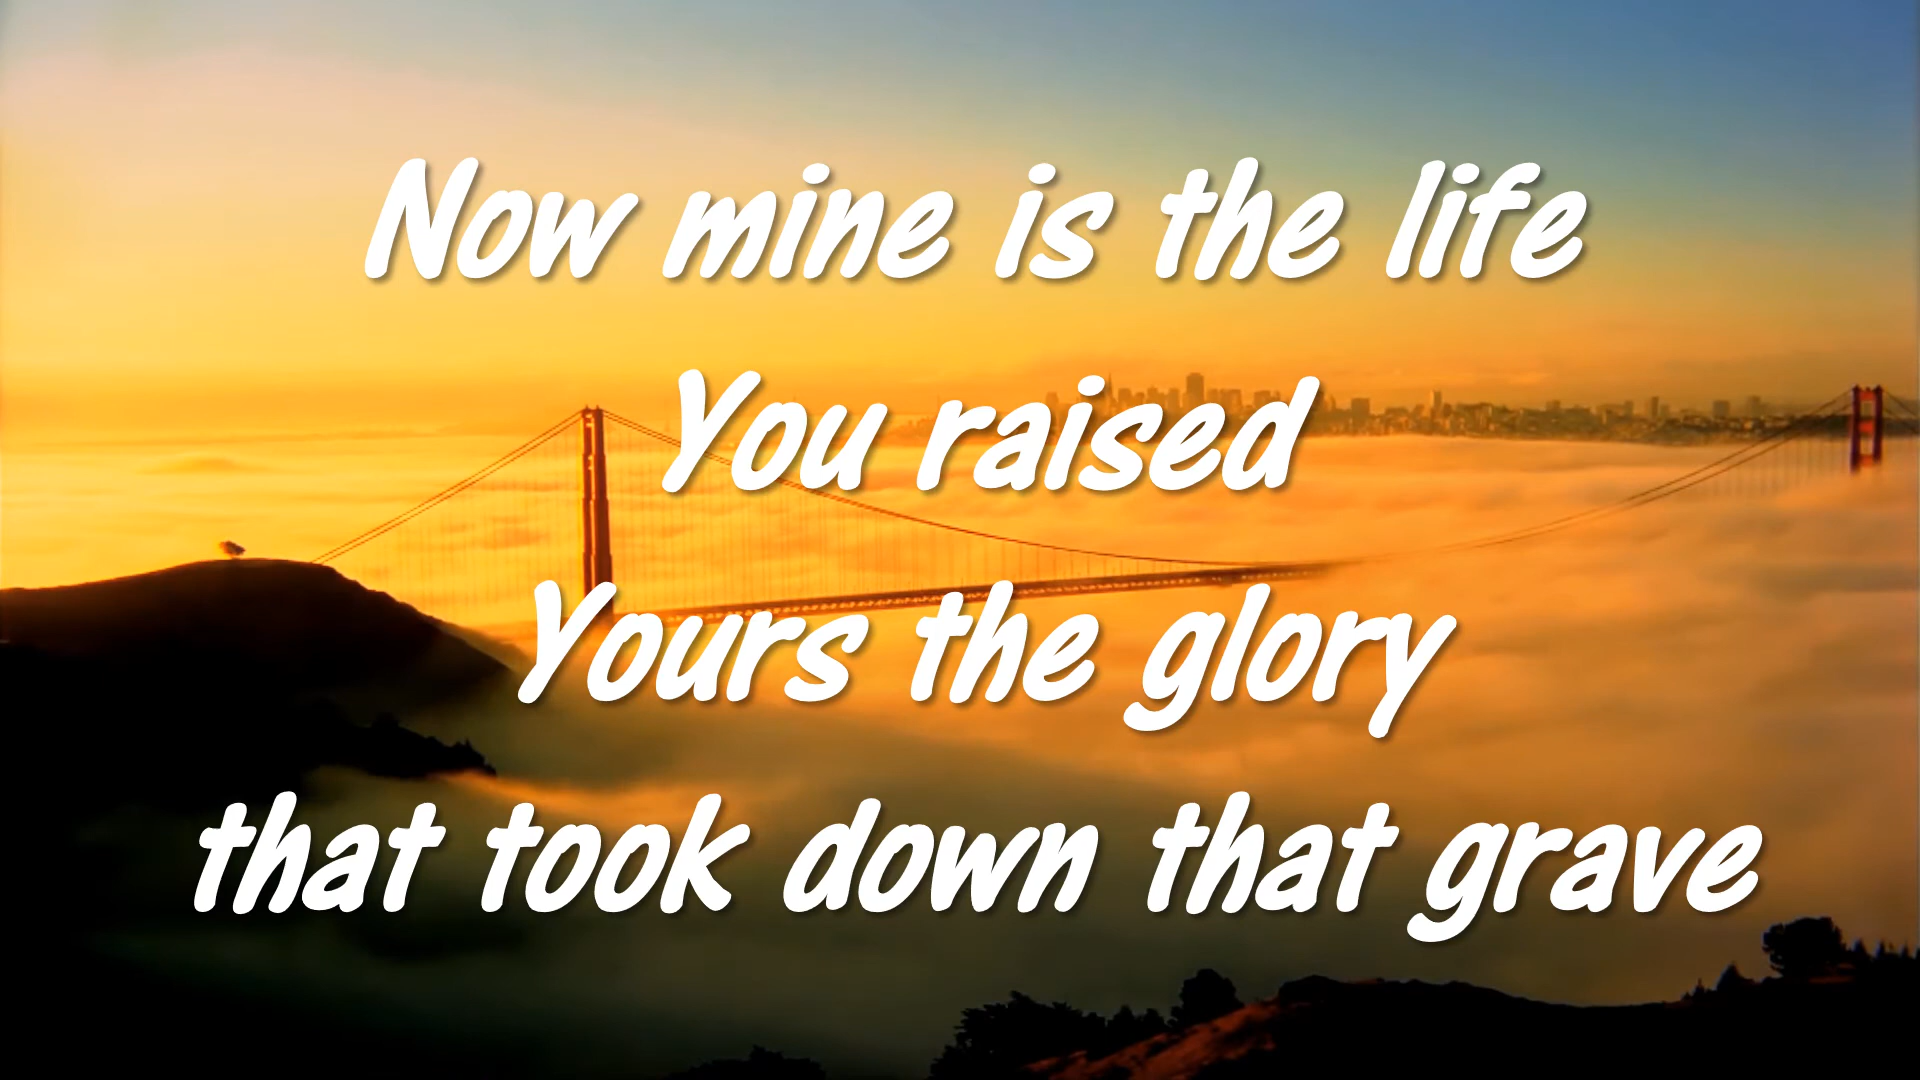 Now mine is the life
You raised
Yours the glory
that took down that grave